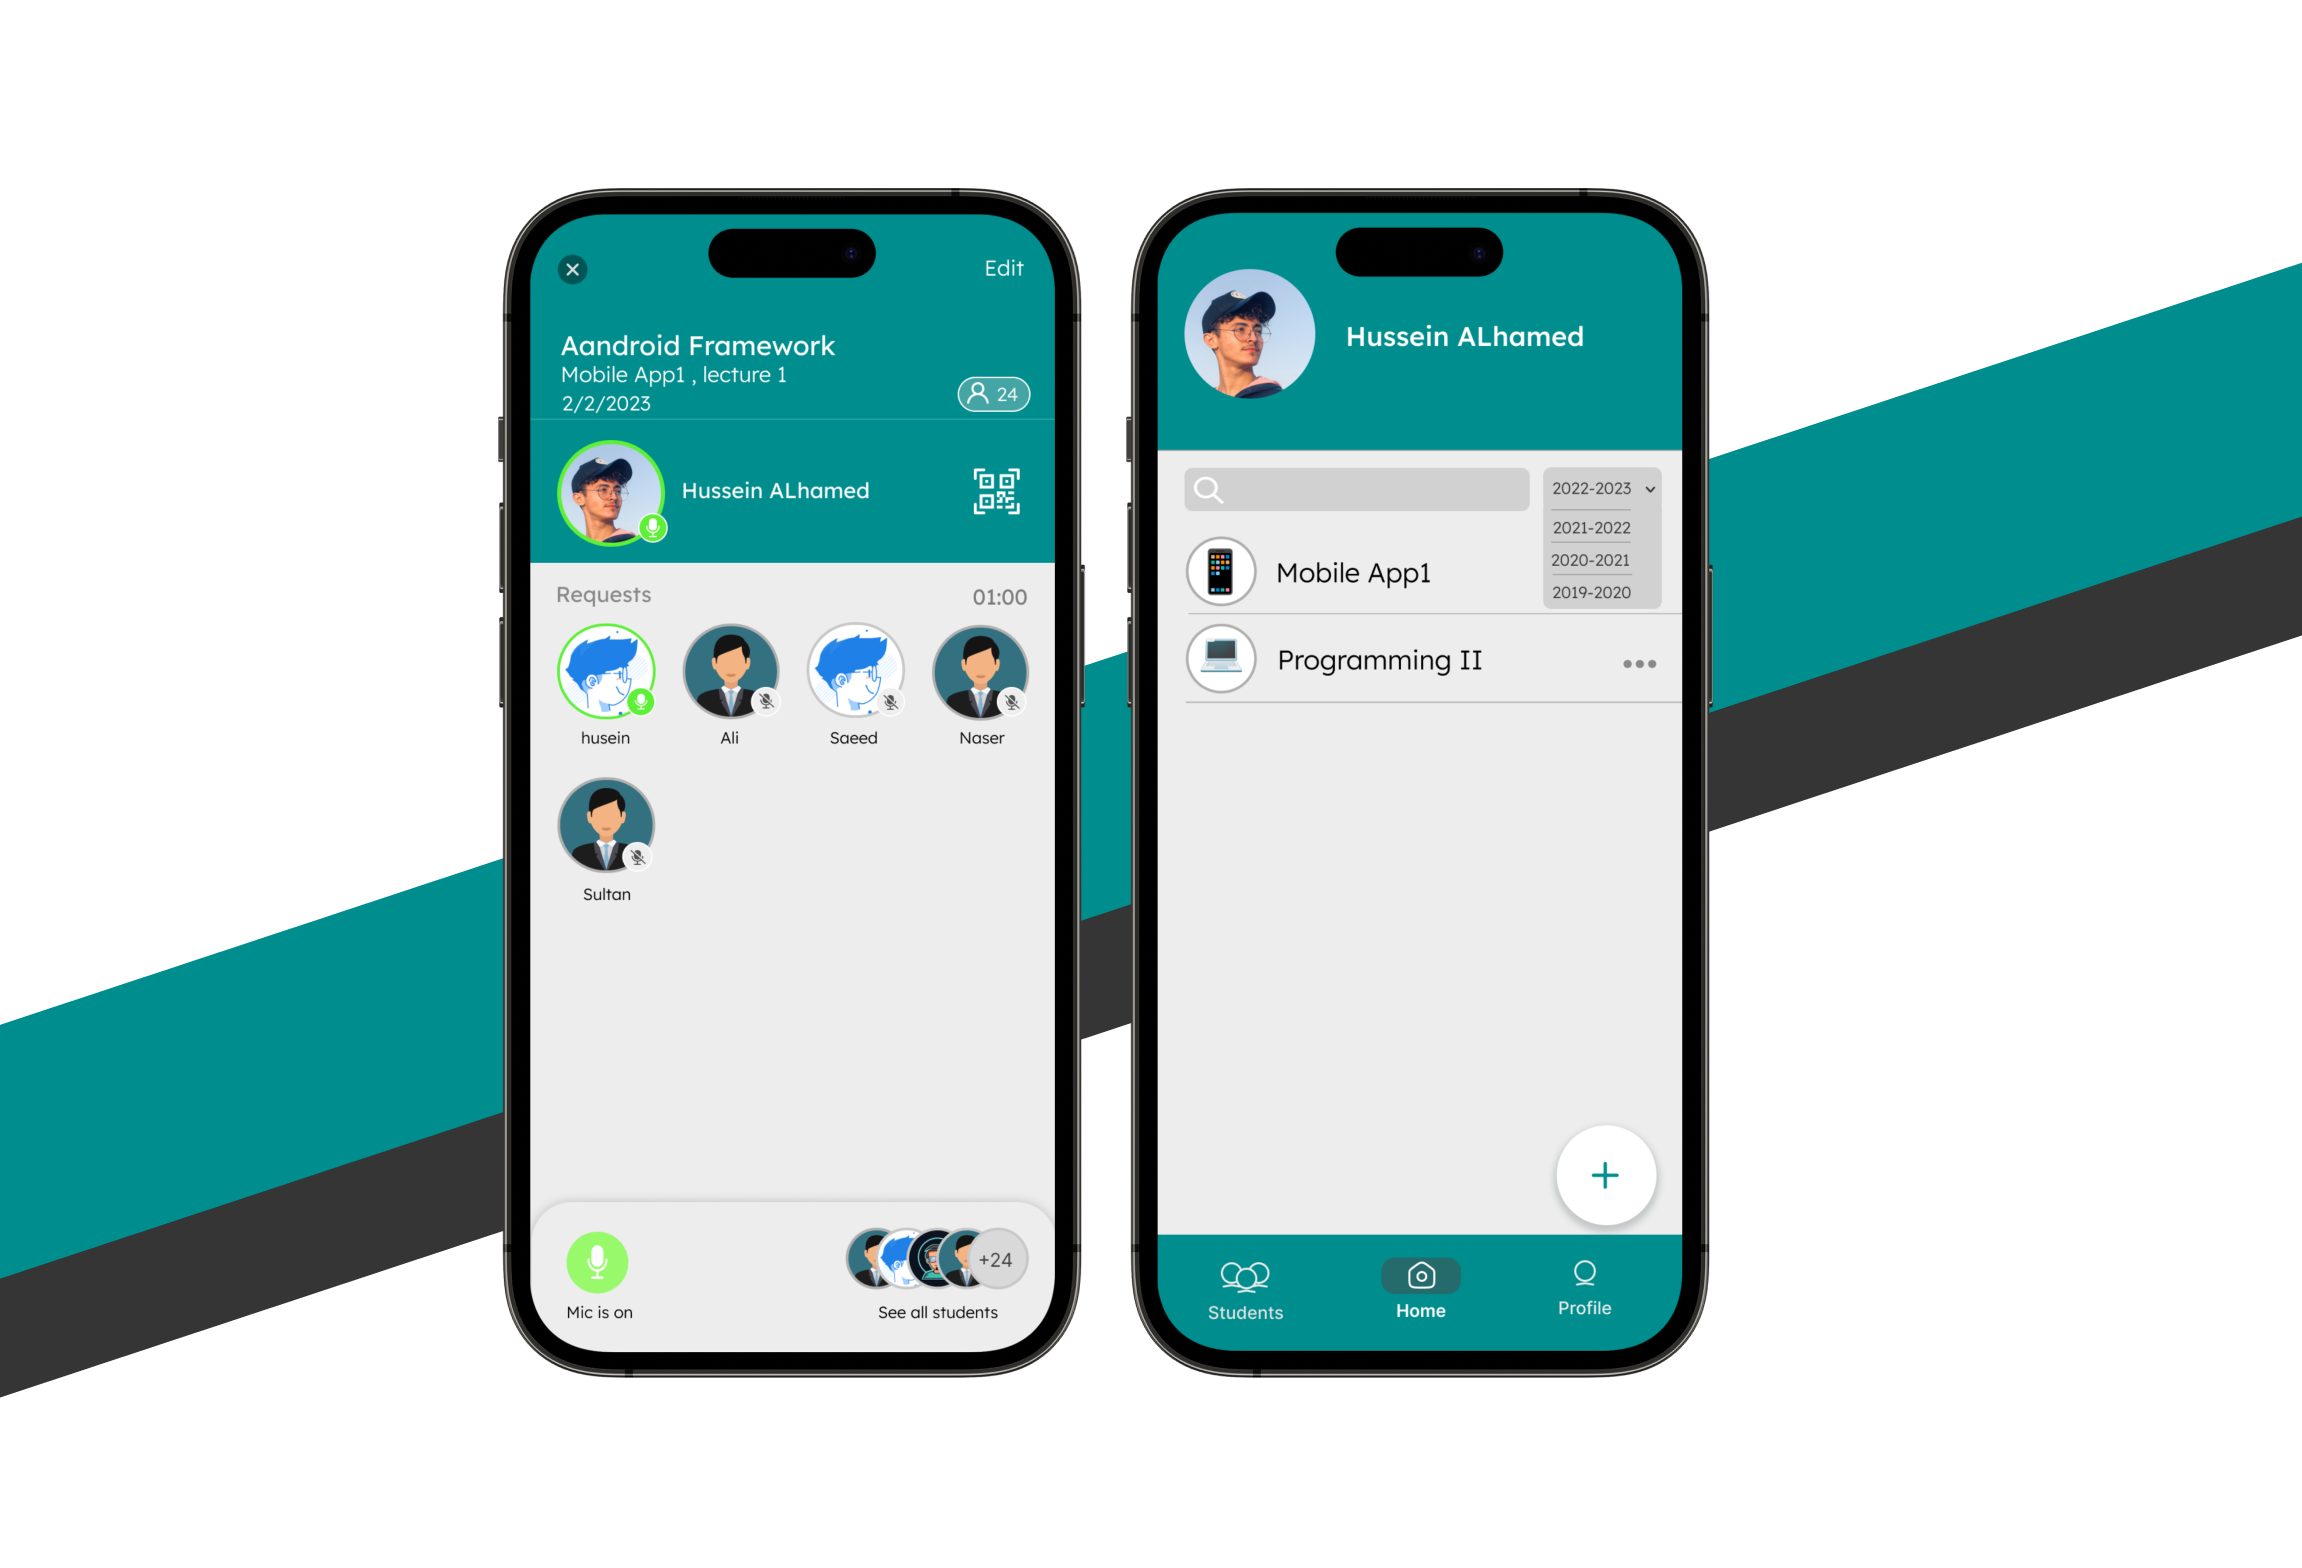 Edit
Aandroid Framework
Mobile App1 , lecture 1
2/2/2023
24
Hussein ALhamed
Requests
01:00
husein
Ali
Saeed
Naser
Sultan
+24
Mic is on
See all students
Hussein ALhamed
2022-2023
2021-2022
2020-2021
2019-2020
Mobile App1
Programming II
Students
Home
Profile